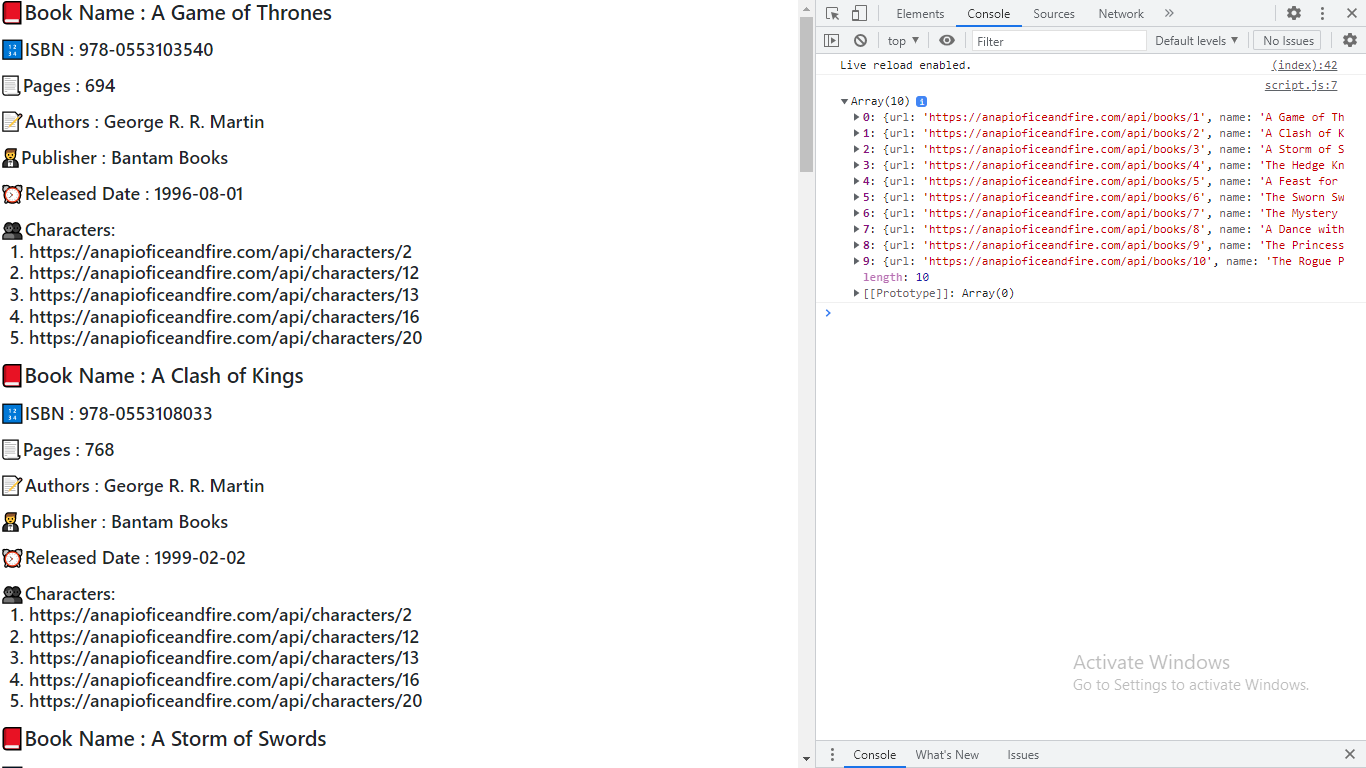 Book Name : A Game of Thrones
ISBN : 978-0553103540
Pages : 694
Authors : George R. R. Martin
Publisher : Bantam Books
Released Date : 1996-08-01
Characters:
1. https://anapioficeandfire.com/api/characters/2
2. https://anapioficeandfire.com/api/characters/12
3. https://anapioficeandfire.com/api/characters/13
4. https://anapioficeandfire.com/api/characters/16
5. https://anapioficeandfire.com/api/characters/20
Book Name : A Clash of Kings
ISBN : 978-0553108033
Pages : 768
Authors : George R. R. Martin
Publisher : Bantam Books
Released Date : 1999-02-02
Characters:
1. https://anapioficeandfire.com/api/characters/2
2. https://anapioficeandfire.com/api/characters/12
3. https://anapioficeandfire.com/api/characters/13
4. https://anapioficeandfire.com/api/characters/16
5. https://anapioficeandfire.com/api/characters/20
Book Name : A Storm of Swords
Elements Console Sources Network »
top Filter Default levels No Issues
Live reload enabled. (index):42
script.js:7
Array(10) i
0: {url: 'https://anapioficeandfire.com/api/books/1', name: 'A Game of Th
1: {url: 'https://anapioficeandfire.com/api/books/2', name: 'A Clash of K
2: {url: 'https://anapioficeandfire.com/api/books/3', name: 'A Storm of S
3: {url: 'https://anapioficeandfire.com/api/books/4', name: 'The Hedge Kn
4: {url: 'https://anapioficeandfire.com/api/books/5', name: 'A Feast for
5: {url: 'https://anapioficeandfire.com/api/books/6', name: 'The Sworn Sw
6: {url: 'https://anapioficeandfire.com/api/books/7', name: 'The Mystery
7: {url: 'https://anapioficeandfire.com/api/books/8', name: 'A Dance with
8: {url: 'https://anapioficeandfire.com/api/books/9', name: 'The Princess
9: {url: 'https://anapioficeandfire.com/api/books/10', name: 'The Rogue P
length: 10
[[Prototype]]: Array(0)
Activate Windows
Go to Settings to activate Windows.
Console What's New Issues